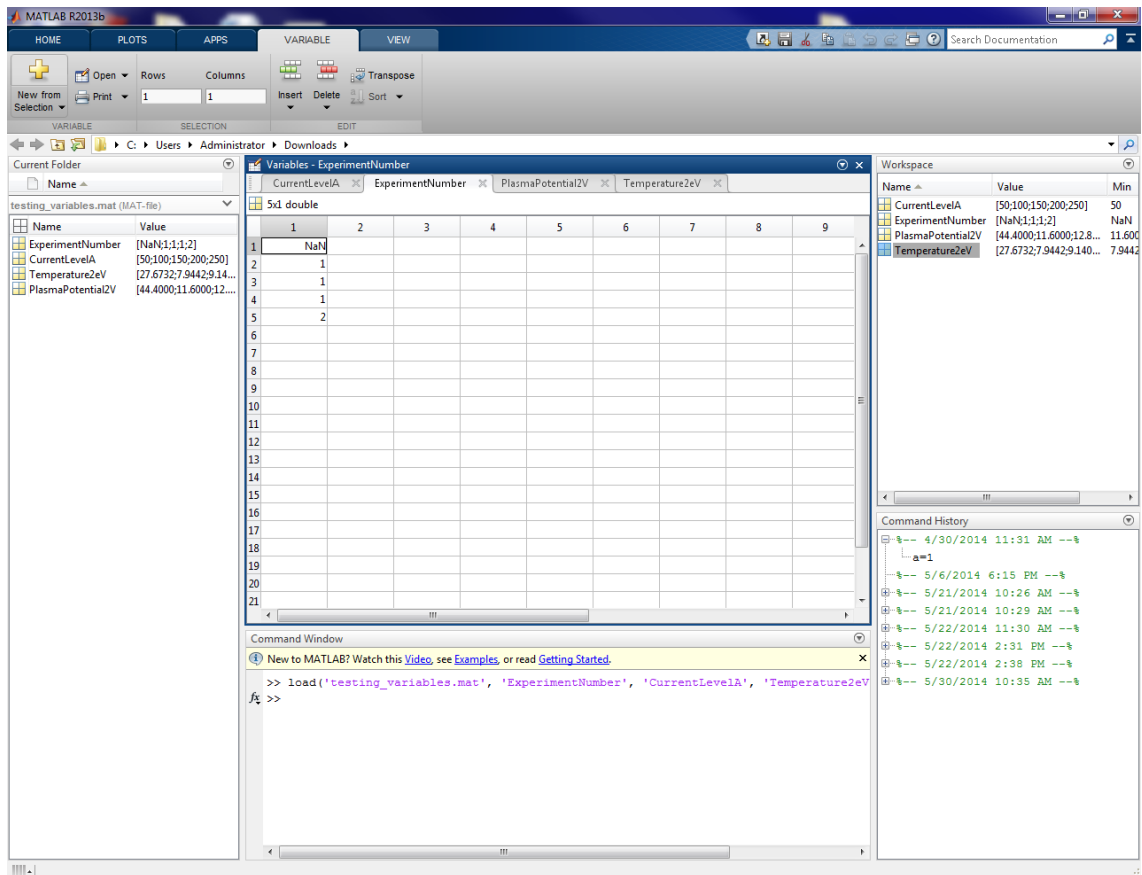 MATLAB R2013b
HOME PLOTS APPS VARIABLE VIEW Search Documentation
New from Selection
Open
Print
Rows Columns
1 1
Insert Delete
Transpose
Sort
VARIABLE SELECTION EDIT
C: Users Administrator Downloads
Current Folder
Name
testing_variables.mat (MAT-file)
Name Value
ExperimentNumber [NaN;1;1;1;2]
CurrentLevelA [50;100;150;200;250]
Temperature2eV [27.6732;7.9442;9.14...
PlasmaPotential2V [44.4000;11.6000;12....
Variables - ExperimentNumber
CurrentLevelA ExperimentNumber PlasmaPotential2V Temperature2eV
5x1 double
1 2 3 4 5 6 7 8 9
1 NaN
2 1
3 1
4 1
5 2
6
7
8
9
10
11
12
13
14
15
16
17
18
19
20
21
Command Window
New to MATLAB? Watch this Video, see Examples, or read Getting Started.
>> load('testing_variables.mat', 'ExperimentNumber', 'CurrentLevelA', 'Temperature2eV
fx >>
Workspace
Name Value Min
CurrentLevelA [50;100;150;200;250] 50
ExperimentNumber [NaN;1;1;1;2] NaN
PlasmaPotential2V [44.4000;11.6000;12.8... 11.600
Temperature2eV [27.6732;7.9442;9.140... 7.9442
Command History
%-- 4/30/2014 11:31 AM --%
a=1
%-- 5/6/2014 6:15 PM --%
%-- 5/21/2014 10:26 AM --%
%-- 5/21/2014 10:29 AM --%
%-- 5/22/2014 11:30 AM --%
%-- 5/22/2014 2:31 PM --%
%-- 5/22/2014 2:38 PM --%
%-- 5/30/2014 10:35 AM --%